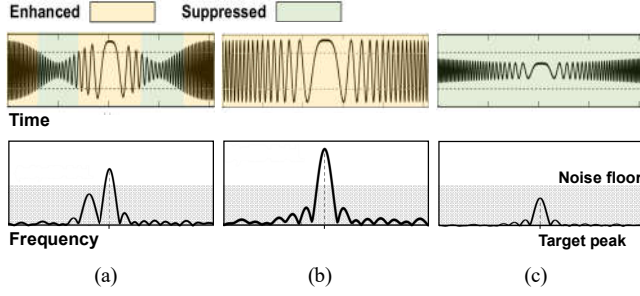 Enhanced Suppressed
Time
Noise floor
Frequency
Target peak
(a) (b) (c)